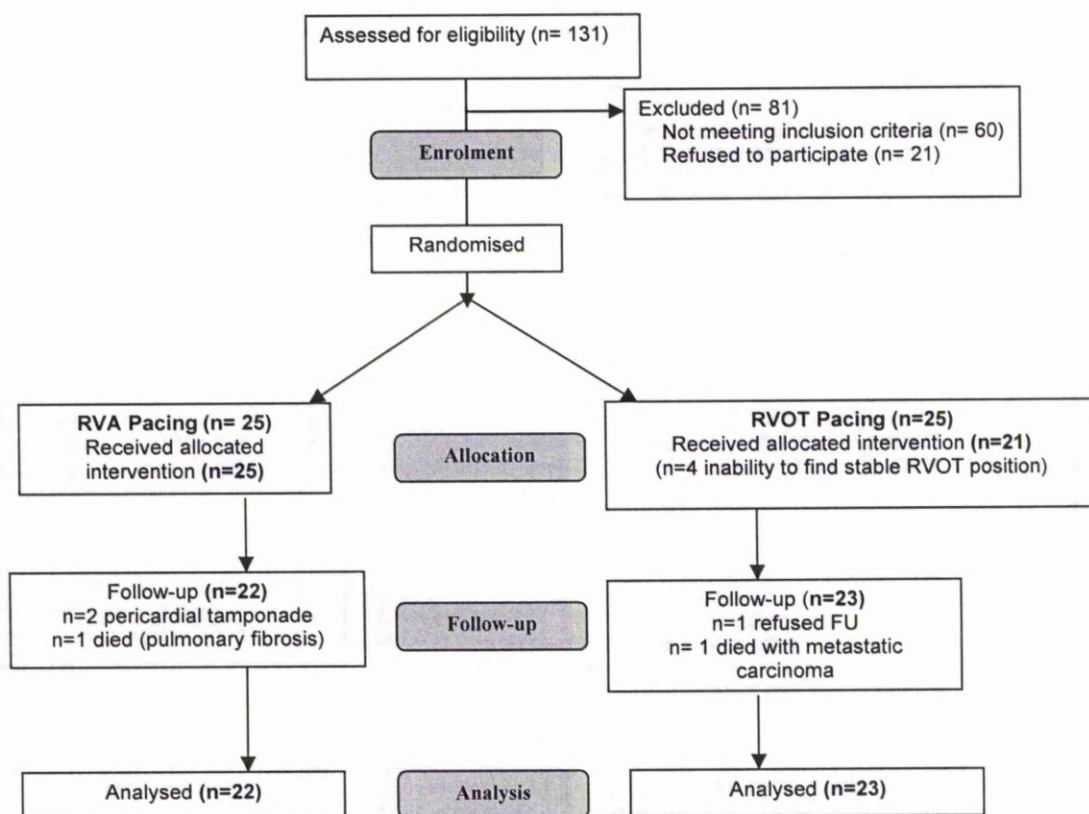 Assessed for eligibility (n= 131)
Excluded (n= 81)
Not meeting inclusion criteria (n= 60)
Refused to participate (n= 21)
Enrolment
Randomised
RVA Pacing (n= 25)
Received allocated
intervention (n=25)
Allocation
RVOT Pacing (n=25)
Received allocated intervention (n=21)
(n=4 inability to find stable RVOT position)
Follow-up (n=22)
n=2 pericardial tamponade
n=1 died (pulmonary fibrosis)
Follow-up
Follow-up (n=23)
n=1 refused FU
n= 1 died with metastatic
carcinoma
Analysed (n=22)
Analysis
Analysed (n=23)